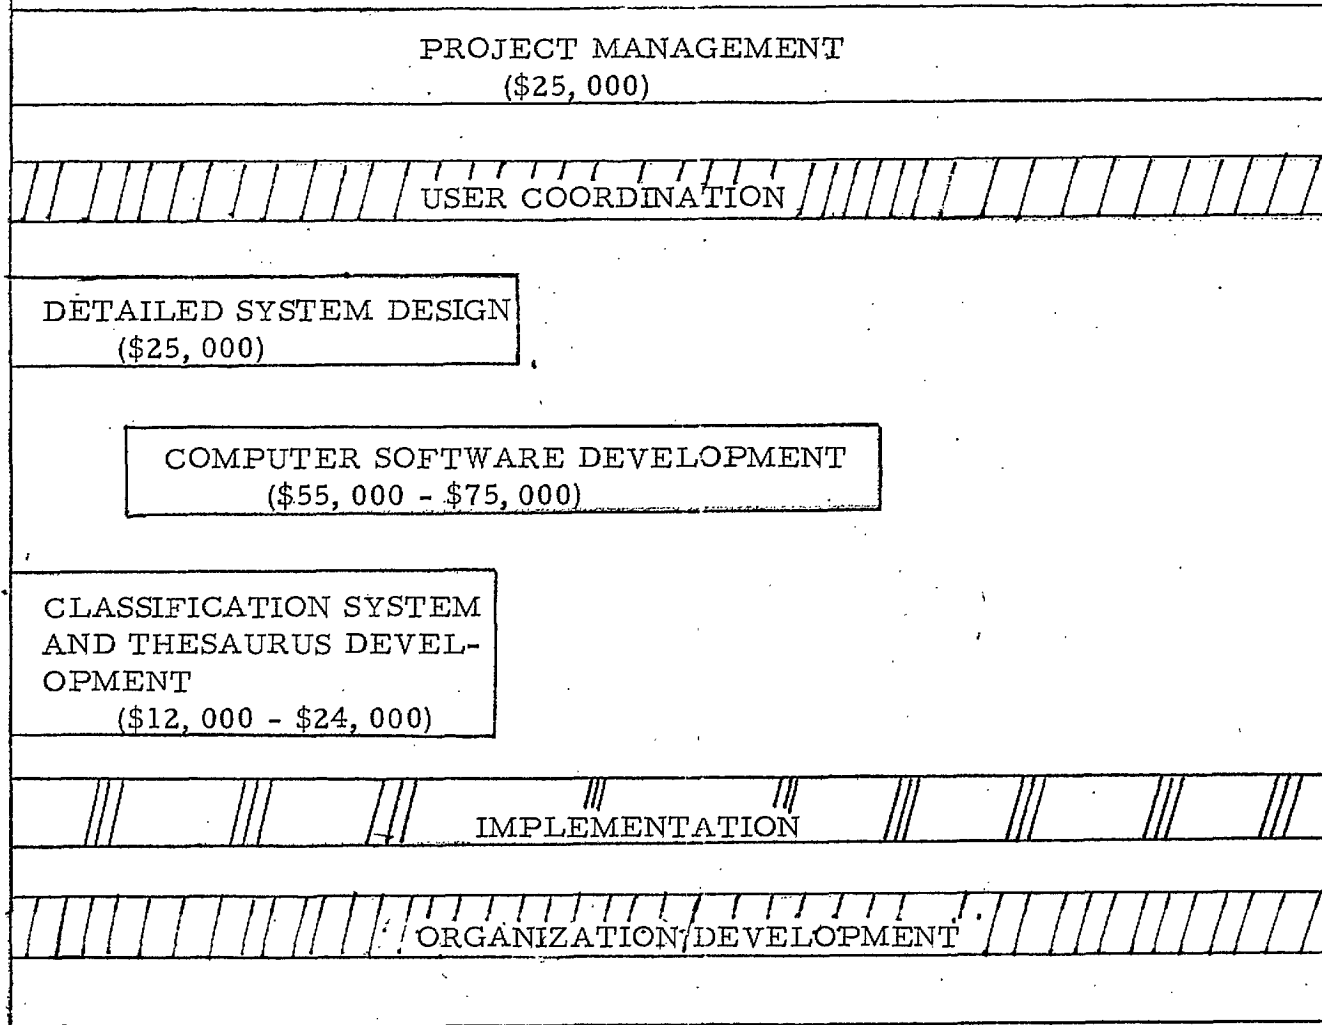 PROJECT MANAGEMENT
($25, 000)
USER COORDINATION
DETAILED SYSTEM DESIGN
($25, 000)
COMPUTER SOFTWARE DEVELOPMENT
($55, 000 - $75, 000)
CLASSIFICATION SYSTEM
AND THESAURUS DEVEL-
OPMENT
($12, 000 - $24, 000)
IMPLEMENTATION
ORGANIZATION/DEVELOPMENT